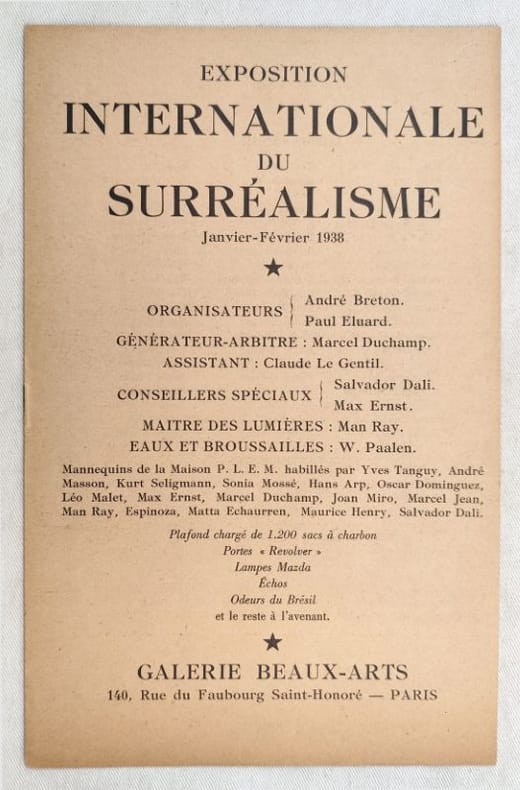 EXPOSITION
INTERNATIONALE
DU
SURRÉALISME
Janvier-Février 1938
ORGANISATEURS { André Breton.
Paul Eluard.
GÉNÉRATEUR-ARBITRE : Marcel Duchamp.
ASSISTANT : Claude Le Gentil.
CONSEILLERS SPÉCIAUX { Salvador Dali.
Max Ernst.
MAITRE DES LUMIÈRES : Man Ray.
EAUX ET BROUSSAILLES : W. Paalen.
Mannequins de la Maison P. L. E. M. habillés par Yves Tanguy, André
Masson, Kurt Seligmann, Sonia Mossé, Hans Arp, Oscar Dominguez,
Léo Malet, Max Ernst, Marcel Duchamp, Joan Miro, Marcel Jean,
Man Ray, Espinoza, Matta Echaurren, Maurice Henry, Salvador Dali.
Plafond chargé de 1.200 sacs à charbon
Portes « Revolver »
Lampes Mazda
Échos
Odeurs du Brésil
et le reste à l'avenant.
GALERIE BEAUX-ARTS
140, Rue du Faubourg Saint-Honoré — PARIS